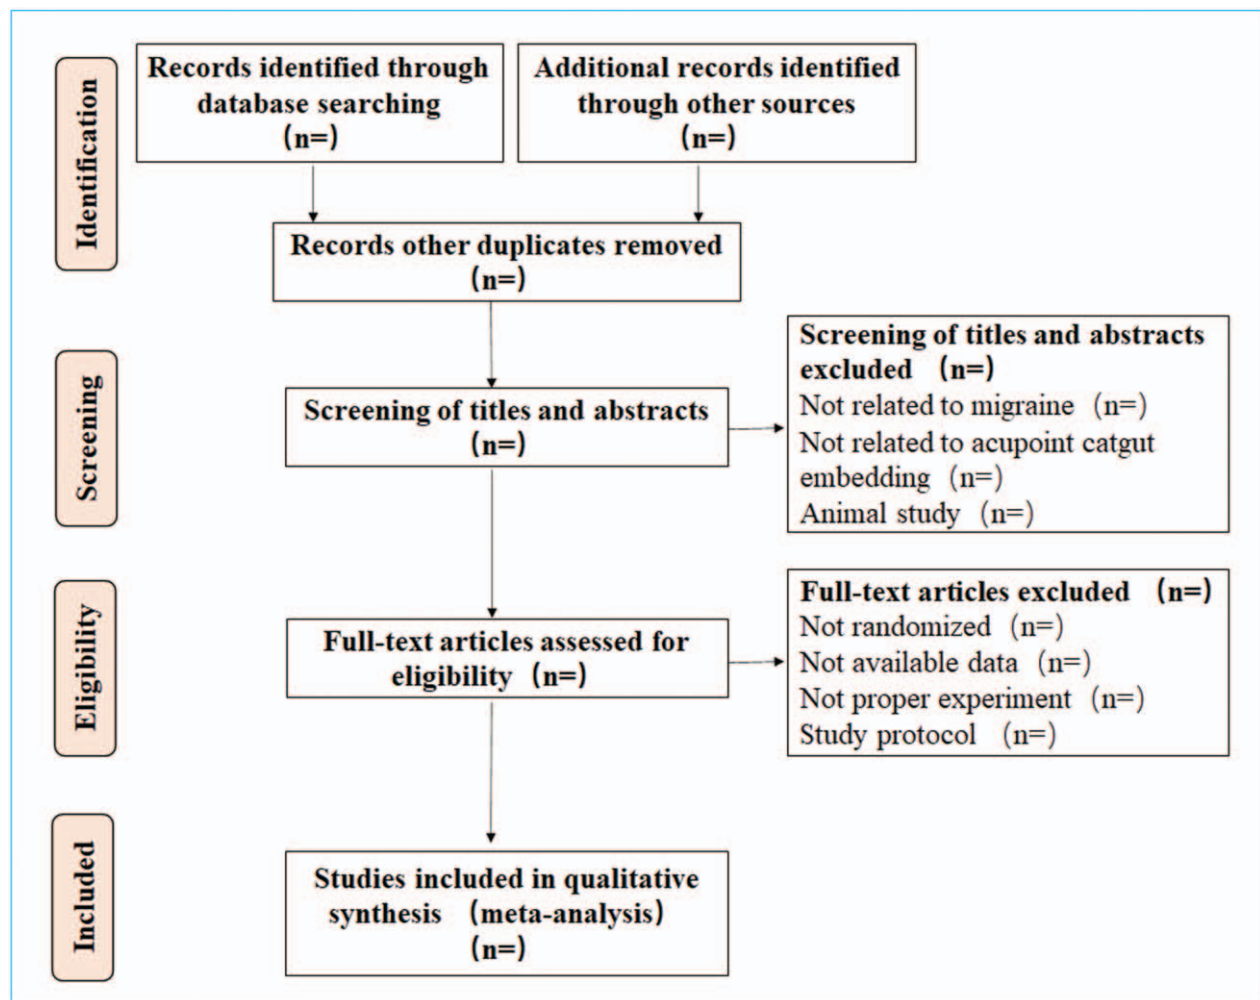 Identification
Records identified through
database searching
(n=)
Additional records identified
through other sources
(n=)
Records other duplicates removed
(n=)
Screening
Screening of titles and abstracts
(n=)
Screening of titles and abstracts
excluded (n=)
Not related to migraine (n=)
Not related to acupoint catgut
embedding (n=)
Animal study (n=)
Eligibility
Full-text articles assessed for
eligibility (n=)
Full-text articles excluded (n=)
Not randomized (n=)
Not available data (n=)
Not proper experiment (n=)
Study protocol (n=)
Included
Studies included in qualitative
synthesis (meta-analysis)
(n=)